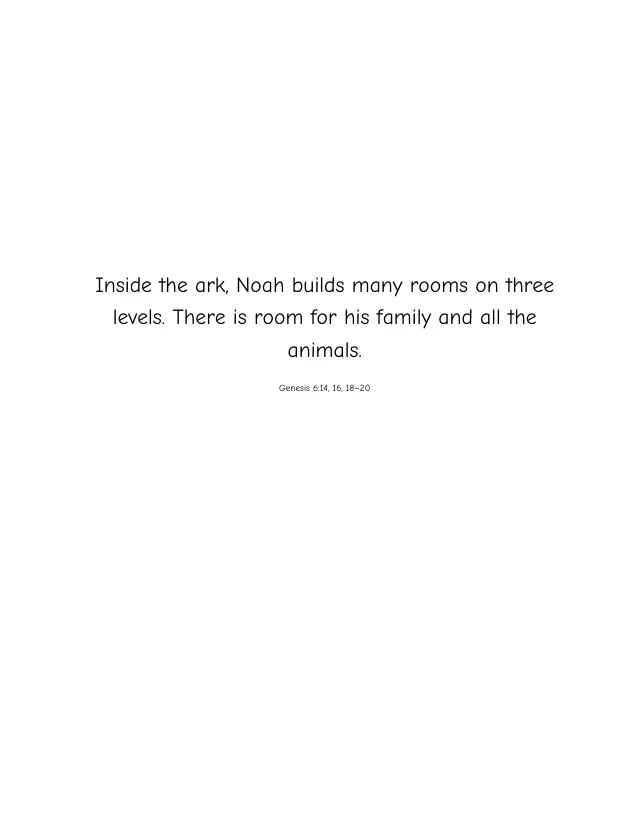 Inside the ark, Noah builds many rooms on three
levels. There is room for his family and all the
animals.
Genesis 6:14, 16, 18–20